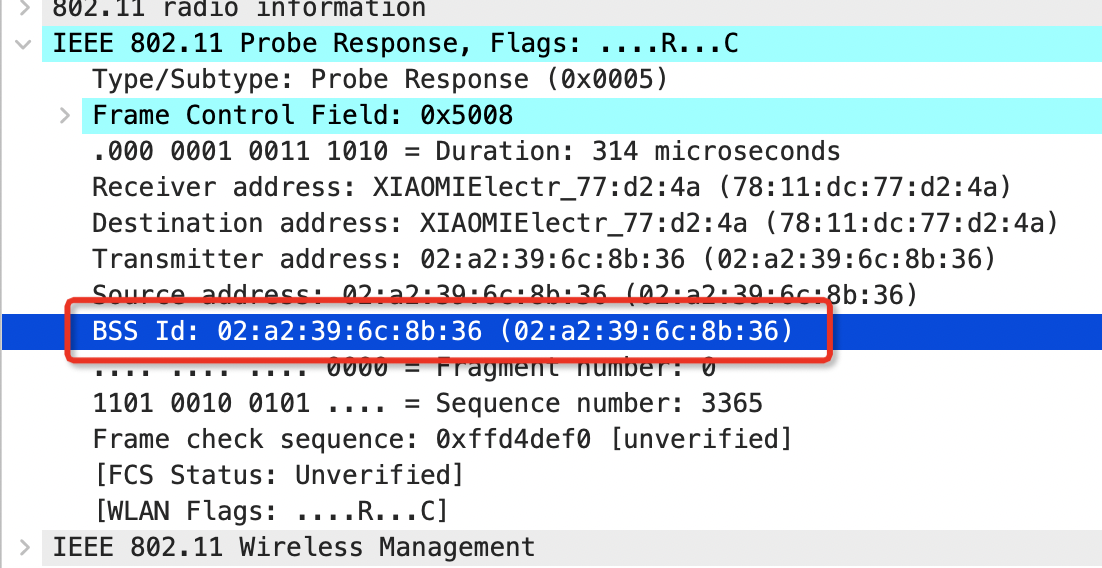 802.11 radio information
IEEE 802.11 Probe Response, Flags: ....R...C
Type/Subtype: Probe Response (0x0005)
Frame Control Field: 0x5008
.000 0001 0011 1010 = Duration: 314 microseconds
Receiver address: XIAOMIElectr_77:d2:4a (78:11:dc:77:d2:4a)
Destination address: XIAOMIElectr_77:d2:4a (78:11:dc:77:d2:4a)
Transmitter address: 02:a2:39:6c:8b:36 (02:a2:39:6c:8b:36)
Source address: 02:a2:39:6c:8b:36 (02:a2:39:6c:8b:36)
BSS Id: 02:a2:39:6c:8b:36 (02:a2:39:6c:8b:36)
.... .... .... 0000 = Fragment number: 0
1101 0010 0101 .... = Sequence number: 3365
Frame check sequence: 0xffd4def0 [unverified]
[FCS Status: Unverified]
[WLAN Flags: ....R...C]
IEEE 802.11 Wireless Management